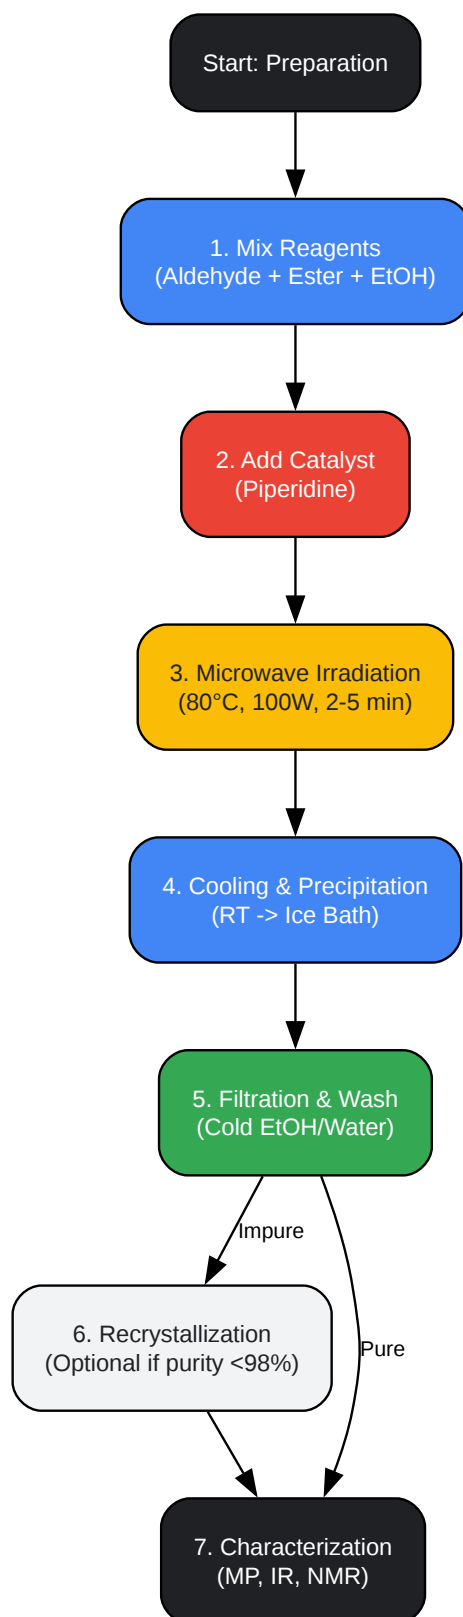 Start: Preparation
1. Mix Reagents
(Aldehyde + Ester + EtOH)
2. Add Catalyst
(Piperidine)
3. Microwave Irradiation
(80°C, 100W, 2-5 min)
4. Cooling & Precipitation
(RT -> Ice Bath)
5. Filtration & Wash
(Cold EtOH/Water)
Impure
6. Recrystallization
(Optional if purity <98%)
Pure
7. Characterization
(MP, IR, NMR)